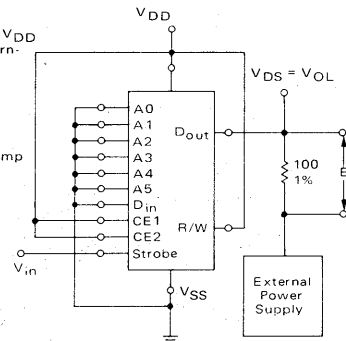 VDD
VDD
rn-
VDS = VOL
A0
A1
A2
Dout
A3
mp
A4
100
1%
E
A5
Din
CE1
R/W
CE2
Vin
Strobe
VSS
External
Power
Supply